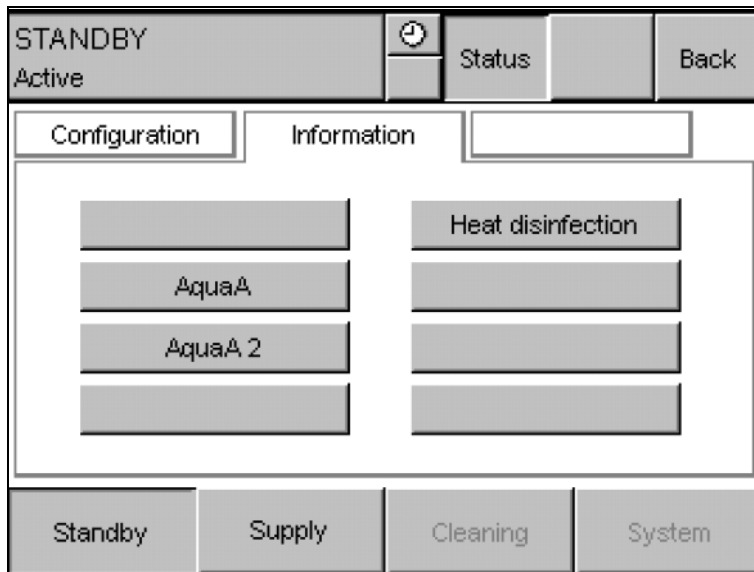 STANDBY
Active
Status
Back
Configuration
Information
Heat disinfection
AquaA
AquaA 2
Standby
Supply
Cleaning
System